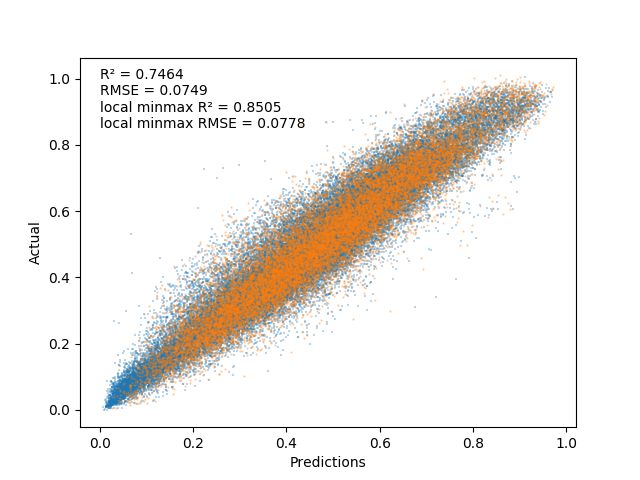 R² = 0.7464
RMSE = 0.0749
local minmax R² = 0.8505
local minmax RMSE = 0.0778
1.0
0.8
0.6
0.4
0.2
0.0
Actual
0.0 0.2 0.4 0.6 0.8 1.0
Predictions